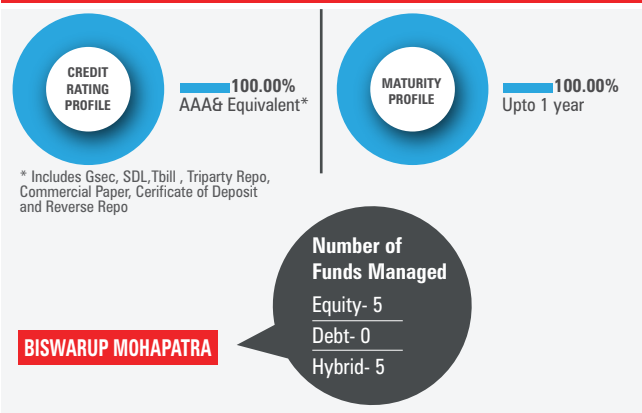 CREDIT
RATING
PROFILE
100.00%
AAA& Equivalent*
MATURITY
PROFILE
100.00%
Upto 1 year
* Includes Gsec, SDL,Tbill , Triparty Repo,
Commercial Paper, Cerificate of Deposit
and Reverse Repo
Number of
Funds Managed
Equity- 5
Debt- 0
Hybrid- 5
BISWARUP MOHAPATRA